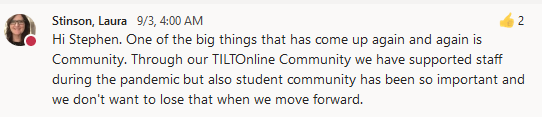 Stinson, Laura 9/3, 4:00 AM 2
Hi Stephen. One of the big things that has come up again and again is
Community. Through our TILTOnline Community we have supported staff
during the pandemic but also student community has been so important and
we don't want to lose that when we move forward.